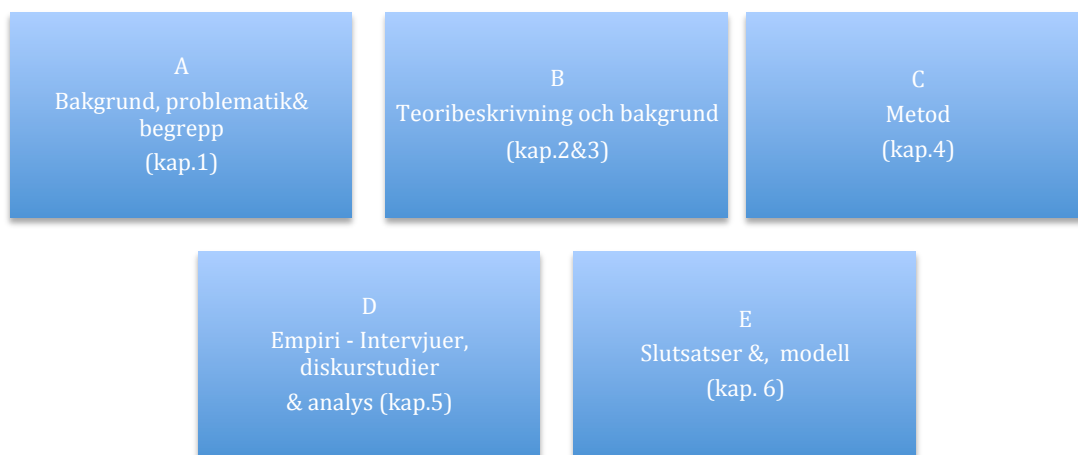 A
Bakgrund, problematik&
begrepp
(kap.1)
B
Teoribeskrivning och bakgrund
(kap.2&3)
C
Metod
(kap.4)
D
Empiri - Intervjuer,
diskurstudier
& analys (kap.5)
E
Slutsatser &, modell
(kap. 6)